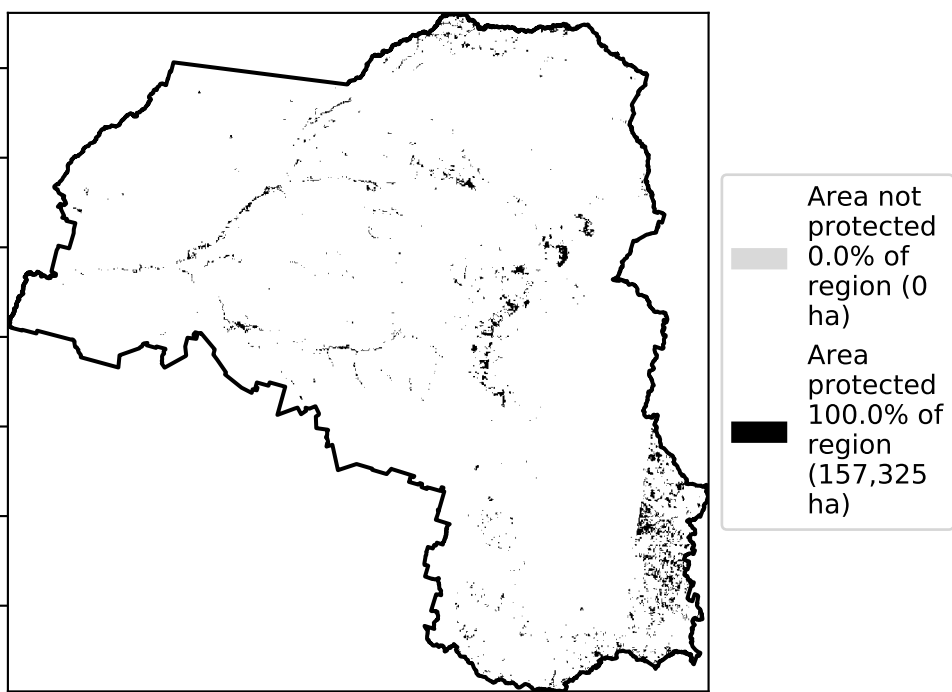 Area not
protected
0.0% of
region (0
ha)
Area
protected
100.0% of
region
(157,325
ha)